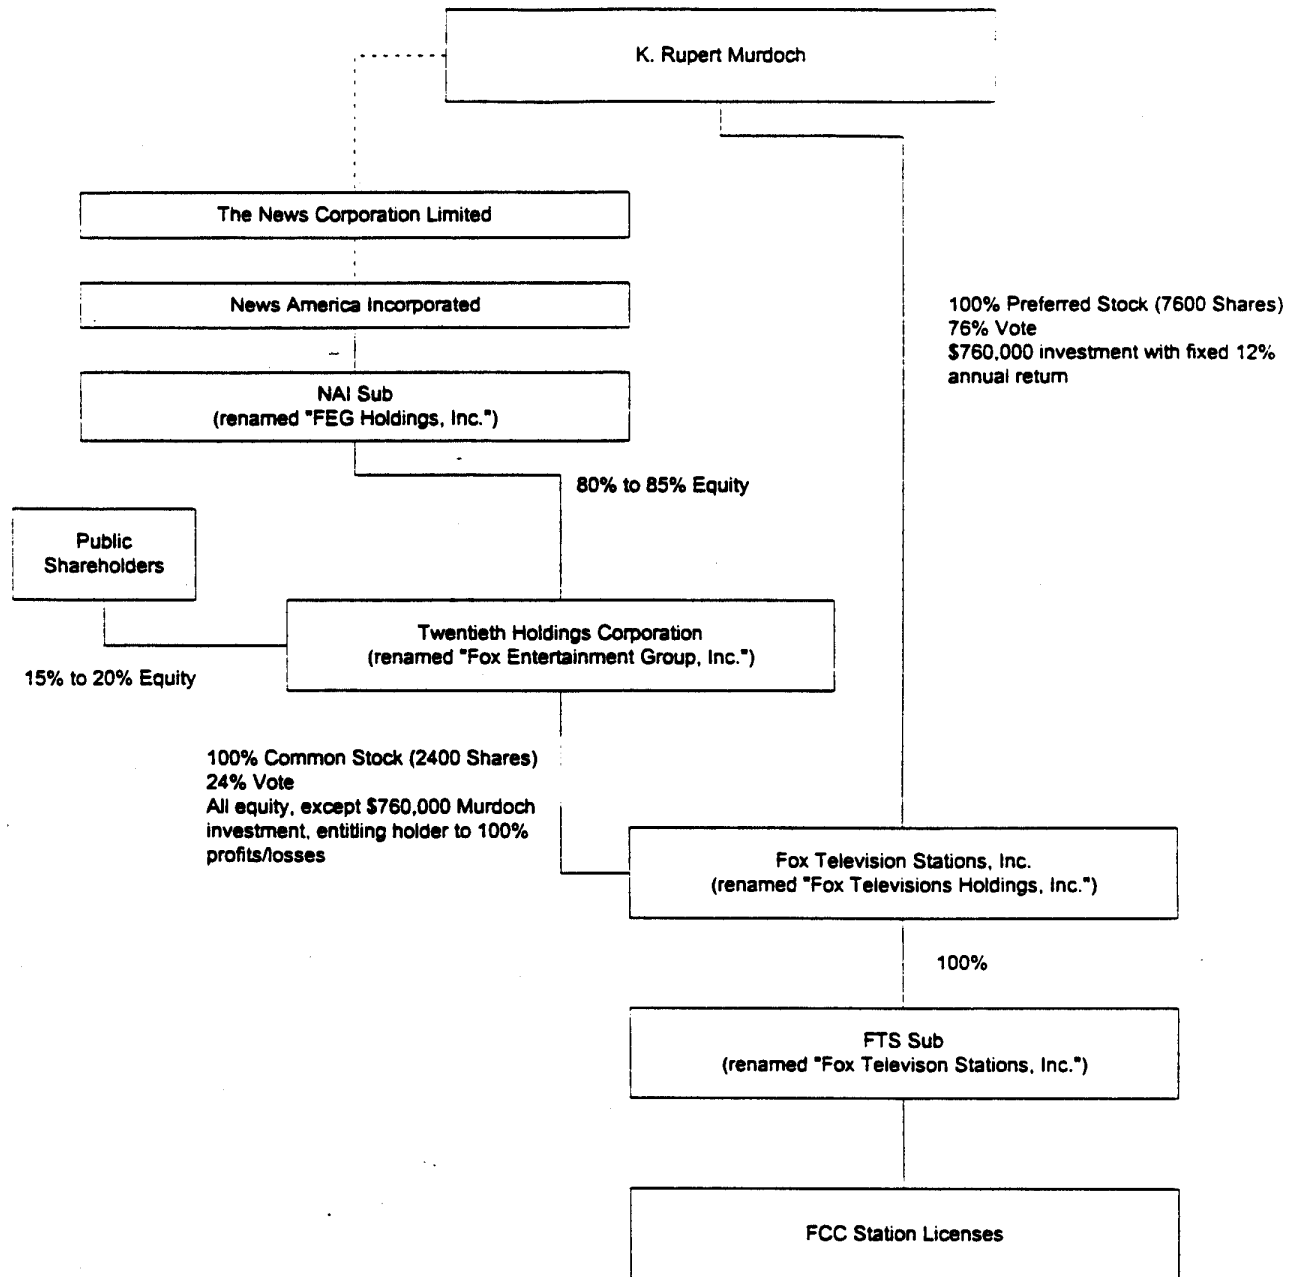 K. Rupert Murdoch
The News Corporation Limited
News America Incorporated
100% Preferred Stock (7600 Shares)
76% Vote
$760,000 investment with fixed 12%
annual return
NAI Sub
(renamed "FEG Holdings, Inc.")
80% to 85% Equity
Public
Shareholders
Twentieth Holdings Corporation
(renamed "Fox Entertainment Group, Inc.")
15% to 20% Equity
100% Common Stock (2400 Shares)
24% Vote
All equity, except $760,000 Murdoch
investment, entitling holder to 100%
profits/losses
Fox Television Stations, Inc.
(renamed "Fox Televisions Holdings, Inc.")
100%
FTS Sub
(renamed "Fox Televison Stations, Inc.")
FCC Station Licenses